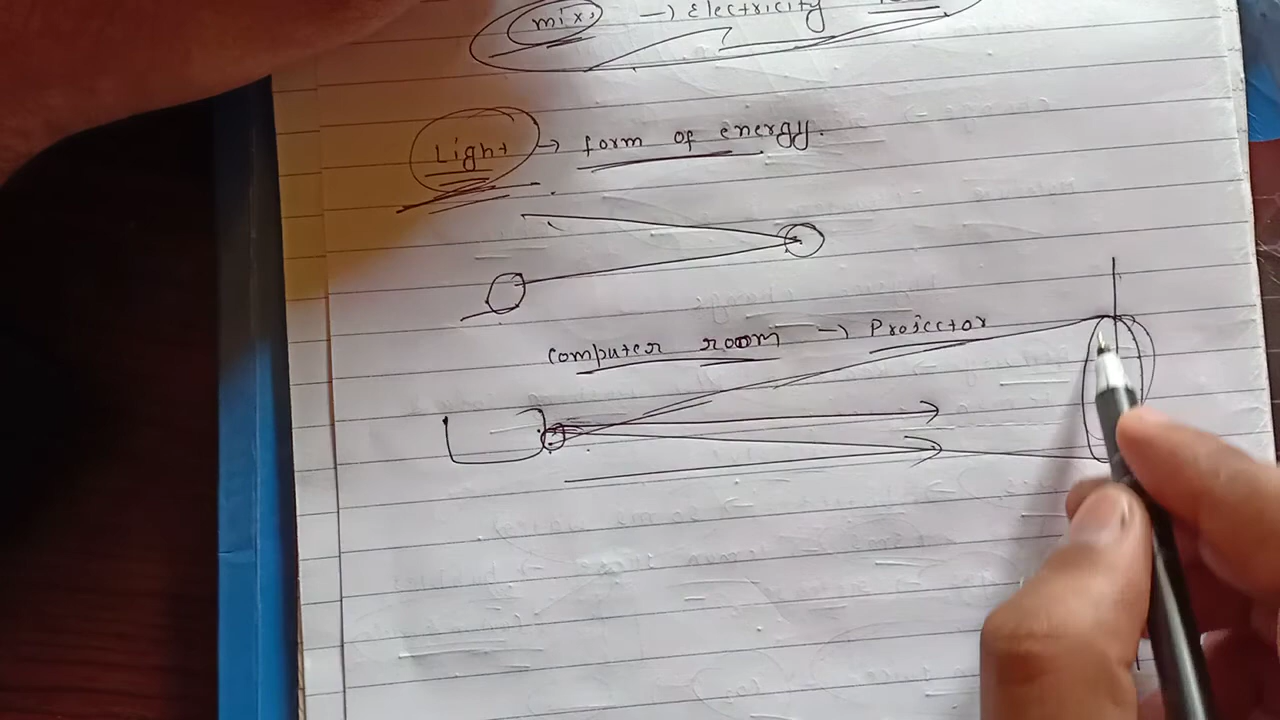 mix, → Electricity
Light → form of energy.
Computer room → Projector